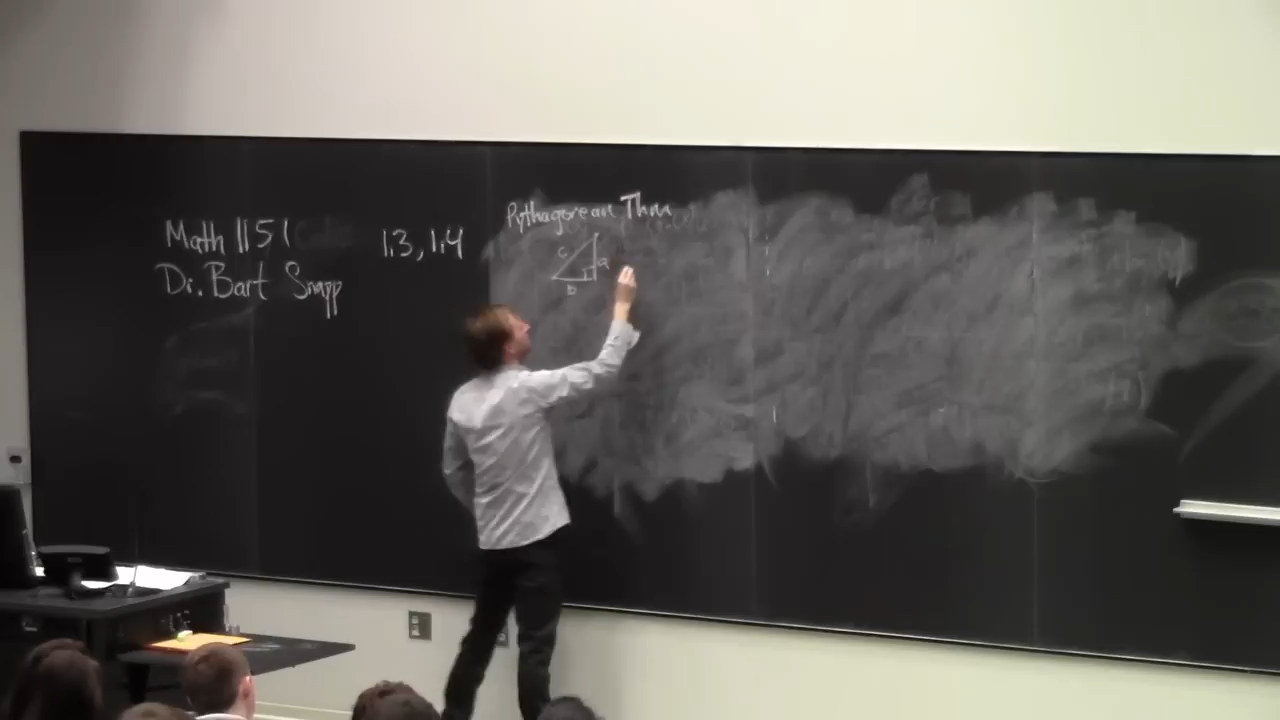 Math 1151
Dr. Bart Snapp
1.3, 1.4
Pythagorean Thm
c
a
b